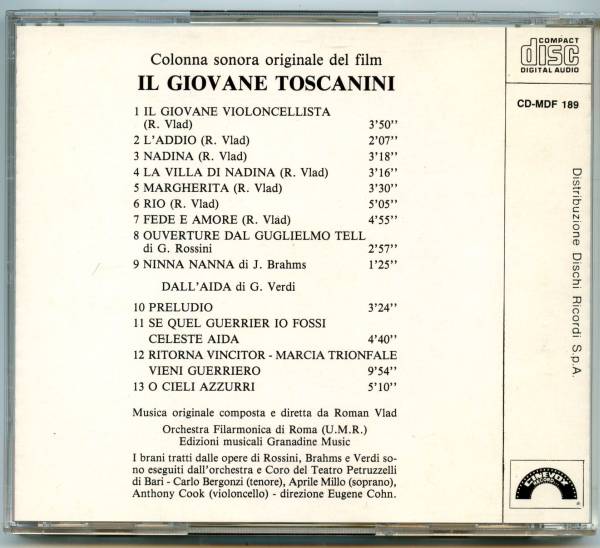 Colonna sonora originale del film
IL GIOVANE TOSCANINI
1 IL GIOVANE VIOLONCELLISTA
(R. Vlad) 3'50''
2 L'ADDIO (R. Vlad) 2'07''
3 NADINA (R. Vlad) 3'18''
4 LA VILLA DI NADINA (R. Vlad) 3'16''
5 MARGHERITA (R. Vlad) 3'30''
6 RIO (R. Vlad) 5'05''
7 FEDE E AMORE (R. Vlad) 4'55''
8 OUVERTURE DAL GUGLIELMO TELL
di G. Rossini 2'57''
9 NINNA NANNA di J. Brahms 1'25''
DALL'AIDA di G. Verdi
10 PRELUDIO 3'24''
11 SE QUEL GUERRIER IO FOSSI
CELESTE AIDA 4'40''
12 RITORNA VINCITOR - MARCIA TRIONFALE
VIENI GUERRIERO 9'54''
13 O CIELI AZZURRI 5'10''
Musica originale composta e diretta da Roman Vlad
Orchestra Filarmonica di Roma (U.M.R.)
Edizioni musicali Granadine Music
I brani tratti dalle opere di Rossini, Brahms e Verdi so-
no eseguiti dall'orchestra e Coro del Teatro Petruzzelli
di Bari - Carlo Bergonzi (tenore), Aprile Millo (soprano),
Anthony Cook (violoncello) - direzione Eugene Cohn.
COMPACT
disc
DIGITAL AUDIO
CD-MDF 189
Distribuzione Dischi Ricordi S.p.A.
CINEVOX
RECORD